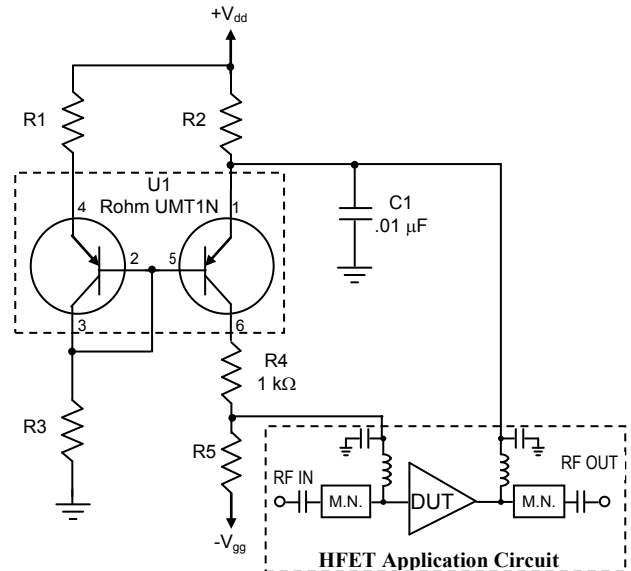 +Vdd
R1
R2
U1
Rohm UMT1N
4
1
C1
.01 μF
2
5
3
6
R4
1 kΩ
R3
R5
RF IN
RF OUT
M.N.
DUT
M.N.
-Vgg
HFET Application Circuit